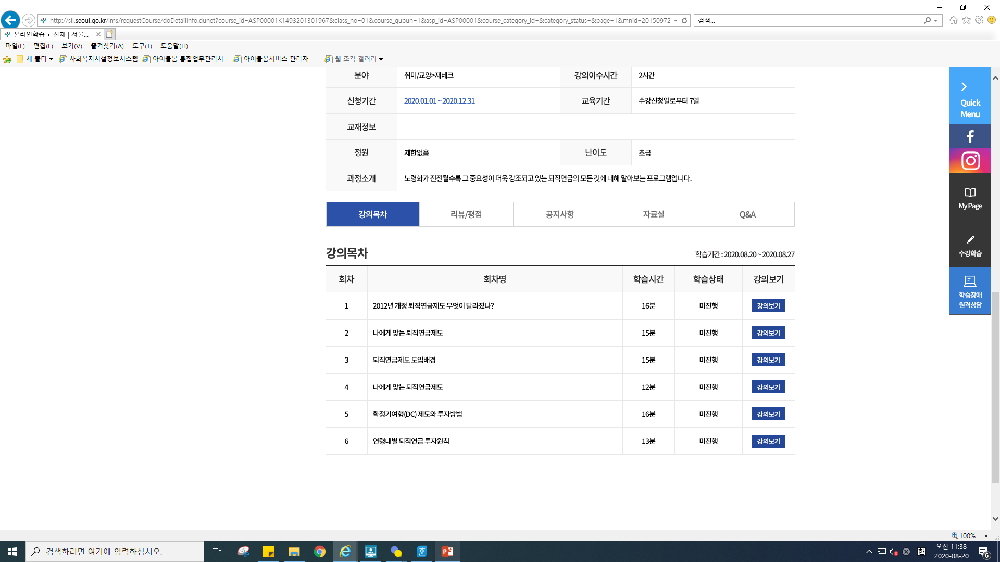 http://sll.seoul.go.kr/lms/requestCourse/doDetailInfo.dunet?course_id=ASP00001K1493201301967&class_no=01&course_gubun=1&asp_id=ASP00001&course_category_id=&category_status=&page=1&mnid=20150972
검색...
온라인학습 > 전체 | 서울...
파일(F) 편집(E) 보기(V) 즐겨찾기(A) 도구(T) 도움말(H)
새 폴더 사회복지시설정보시스템 아이돌봄 통합업무관리시... 아이돌봄서비스 관리자 ... 웹 조각 갤러리
분야 취미/교양>재테크 강의이수시간 2시간
신청기간 2020.01.01 ~ 2020.12.31 교육기간 수강신청일로부터 7일
교재정보
정원 제한없음 난이도 초급
과정소개 노령화가 진전될수록 그 중요성이 더욱 강조되고 있는 퇴직연금의 모든 것에 대해 알아보는 프로그램입니다.
강의목차 리뷰/평점 공지사항 자료실 Q&A
강의목차 학습기간 : 2020.08.20 ~ 2020.08.27
회차 회차명 학습시간 학습상태 강의보기
1 2012년 개정 퇴직연금제도 무엇이 달라졌나? 16분 미진행 강의보기
2 나에게 맞는 퇴직연금제도 15분 미진행 강의보기
3 퇴직연금제도 도입배경 15분 미진행 강의보기
4 나에게 맞는 퇴직연금제도 12분 미진행 강의보기
5 확정기여형(DC) 제도와 투자방법 16분 미진행 강의보기
6 연령대별 퇴직연금 투자원칙 13분 미진행 강의보기
Quick
Menu
My Page
수강학습
학습장애
원격상담
100%
검색하려면 여기에 입력하십시오.
한
오전 11:38
2020-08-20
6